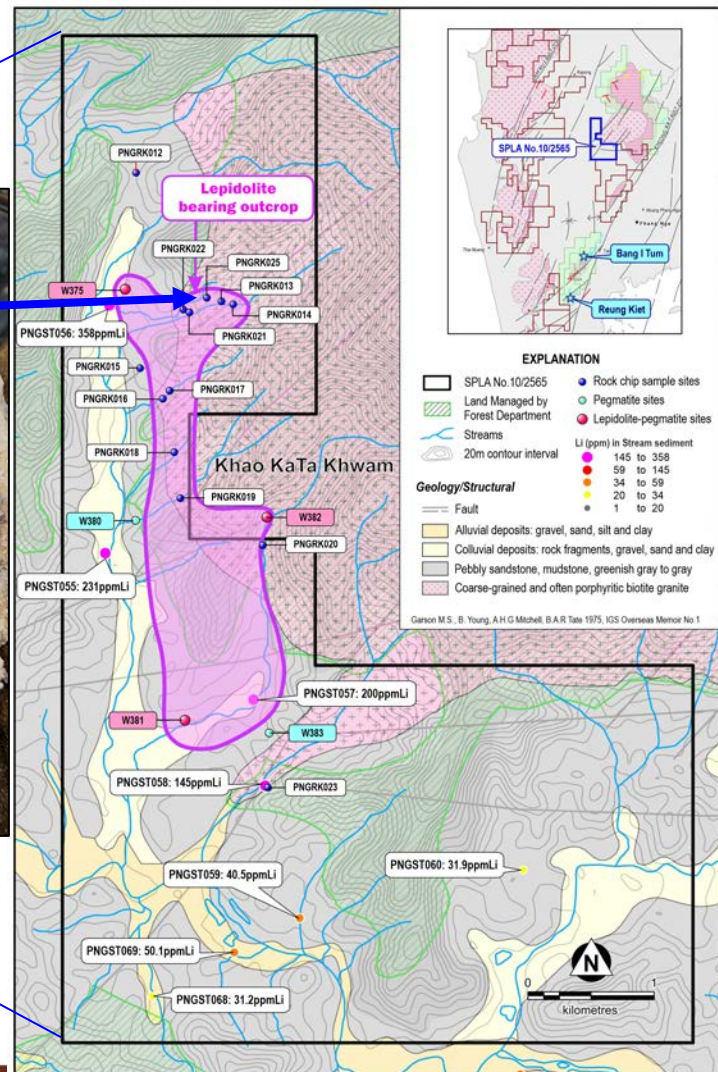 PNGRK012
Lepidolite
bearing outcrop
PNGRK022
PNGRK025
PNGRK013
W375
PNGRK014
PNGST056: 358ppmLi
PNGRK021
PNGRK015
PNGRK017
PNGRK016
PNGRK018
Khao KaTa Khwam
PNGRK019
W380
W382
PNGRK020
PNGST055: 231ppmLi
PNGST057: 200ppmLi
W381
W383
PNGST058: 145ppmLi
PNGRK023
PNGST059: 40.5ppmLi
PNGST060: 31.9ppmLi
PNGST069: 50.1ppmLi
PNGST068: 31.2ppmLi
N
0 1
kilometres
SPLA No.10/2565
Bang I Tum
Reung Kiet
EXPLANATION
SPLA No.10/2565
Land Managed by
Forest Department
Streams
20m contour interval
Geology/Structural
Fault
Alluvial deposits: gravel, sand, silt and clay
Colluvial deposits: rock fragments, gravel, sand and clay
Pebbly sandstone, mudstone, greenish gray to gray
Coarse-grained and often porphyritic biotite granite
Rock chip sample sites
Pegmatite sites
Lepidolite-pegmatite sites
Li (ppm) in Stream sediment
145 to 358
59 to 145
34 to 59
20 to 34
1 to 20
Garson M.S., B. Young, A.H.G Mitchell, B.A.R Tate 1975, IGS Overseas Memoir No.1